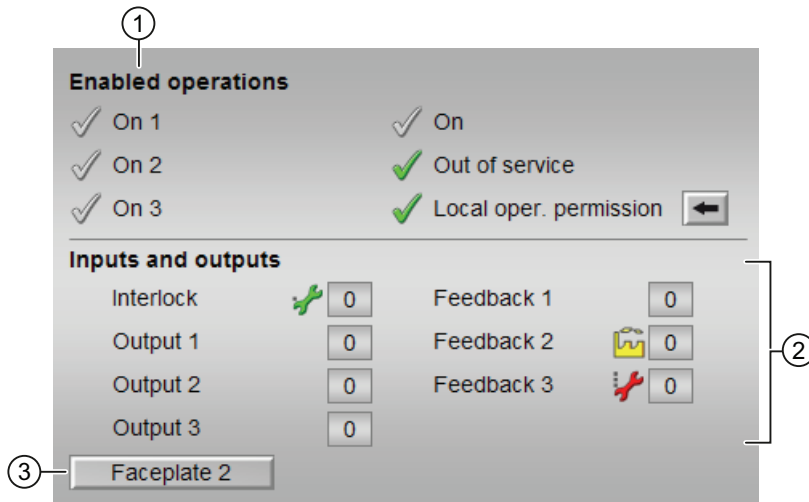 1
Enabled operations
On 1 On
On 2 Out of service
On 3 Local oper. permission
Inputs and outputs
Interlock 0 Feedback 1 0
Output 1 0 Feedback 2 0
2
Output 2 0 Feedback 3 0
Output 3 0
3 Faceplate 2